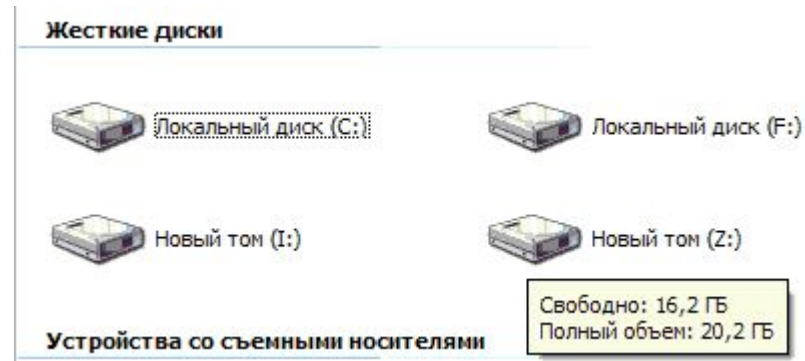 Жесткие диски
Локальный диск (C:)
Локальный диск (F:)
Новый том (I:)
Новый том (Z:)
Свободно: 16,2 ГБ
Полный объем: 20,2 ГБ
Устройства со съемными носителями